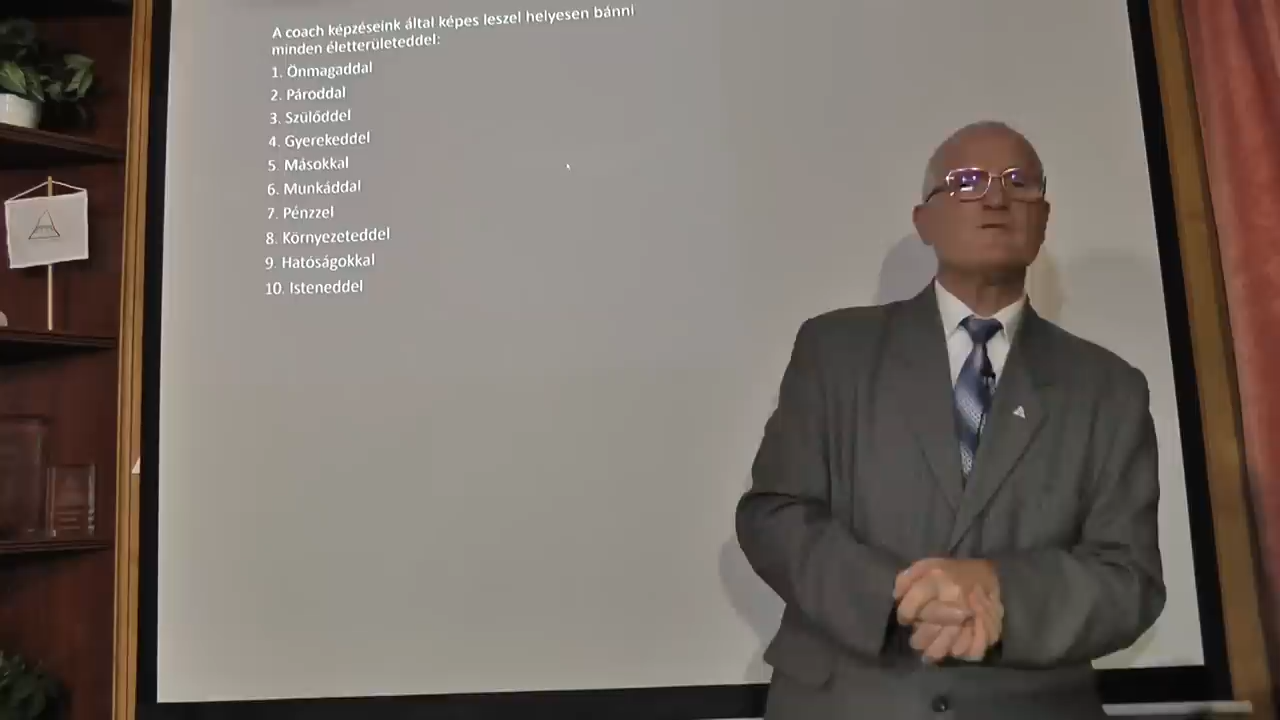 A coach képzéseink által képes leszel helyesen bánni
minden életterületeddel:
1. Önmagaddal
2. Pároddal
3. Szülőddel
4. Gyerekeddel
5. Másokkal
6. Munkáddal
7. Pénzzel
8. Környezeteddel
9. Hatóságokkal
10. Isteneddel